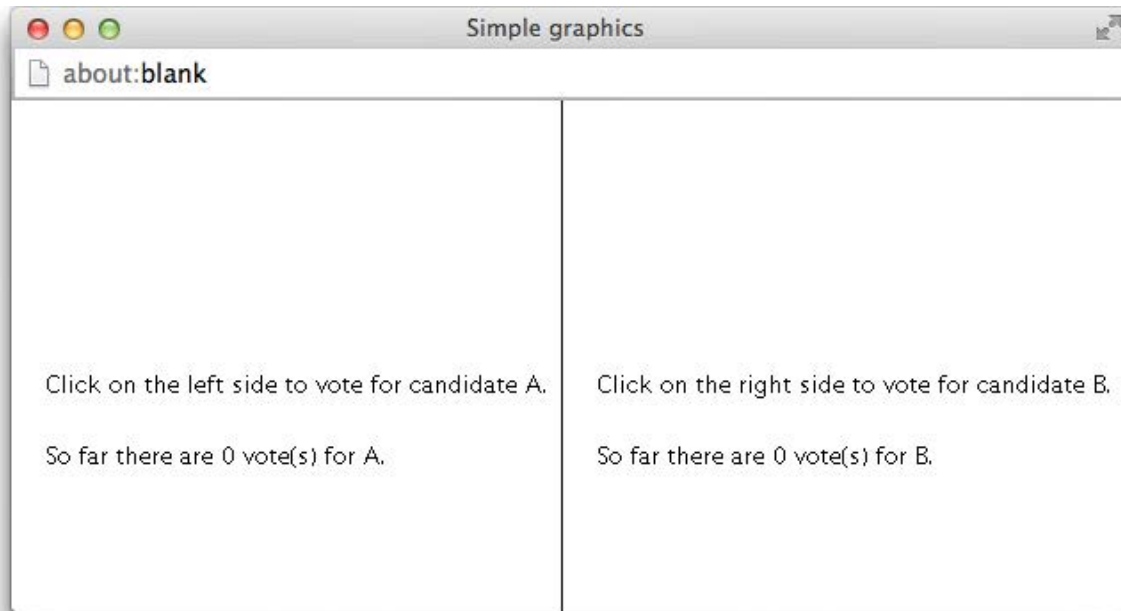 Simple graphics
about:blank
Click on the left side to vote for candidate A.
So far there are 0 vote(s) for A.
Click on the right side to vote for candidate B.
So far there are 0 vote(s) for B.